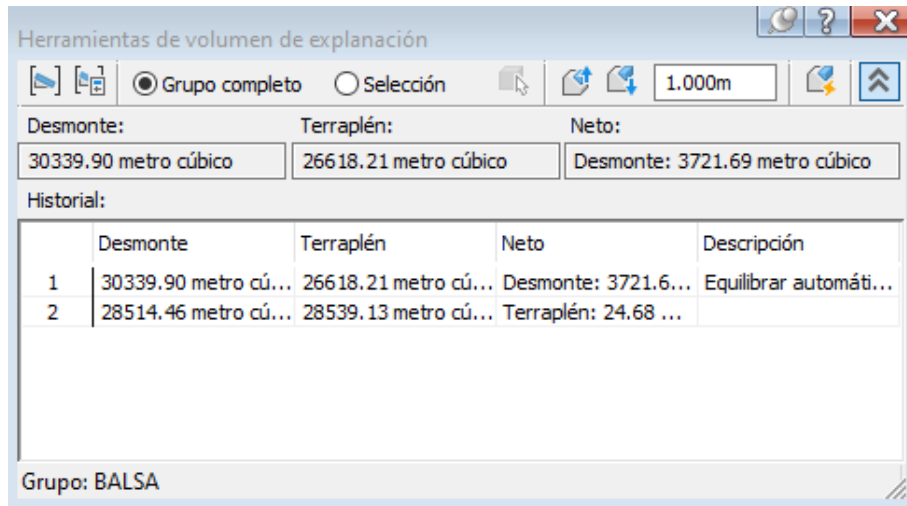 Herramientas de volumen de explanación
Grupo completo Selección 1.000m
Desmonte: Terraplén: Neto:
30339.90 metro cúbico 26618.21 metro cúbico Desmonte: 3721.69 metro cúbico
Historial:
Desmonte Terraplén Neto Descripción
1 30339.90 metro cú... 26618.21 metro cú... Desmonte: 3721.6... Equilibrar automáti...
2 28514.46 metro cú... 28539.13 metro cú... Terraplén: 24.68 ...
Grupo: BALSA